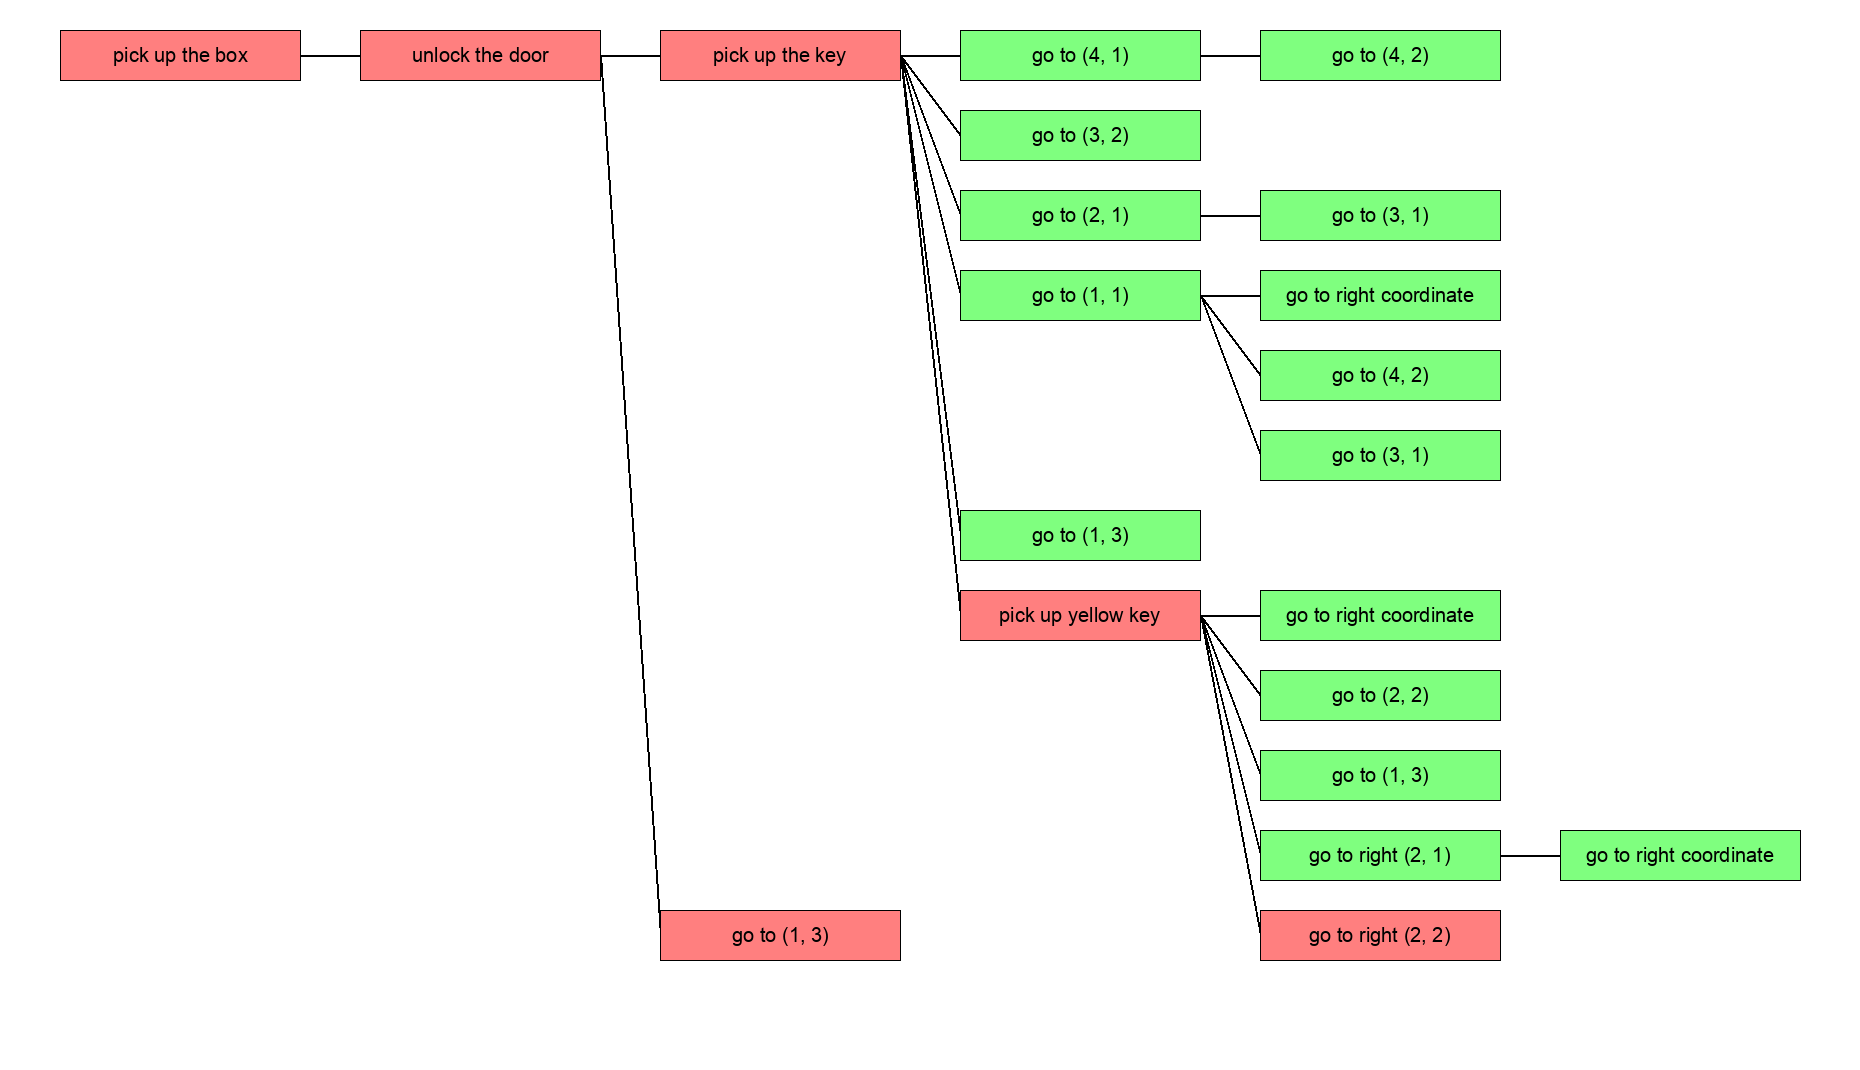 pick up the box
unlock the door
pick up the key
go to (4, 1)
go to (4, 2)
go to (3, 2)
go to (2, 1)
go to (3, 1)
go to (1, 1)
go to right coordinate
go to (4, 2)
go to (3, 1)
go to (1, 3)
pick up yellow key
go to right coordinate
go to (2, 2)
go to (1, 3)
go to right (2, 1)
go to right coordinate
go to (1, 3)
go to right (2, 2)